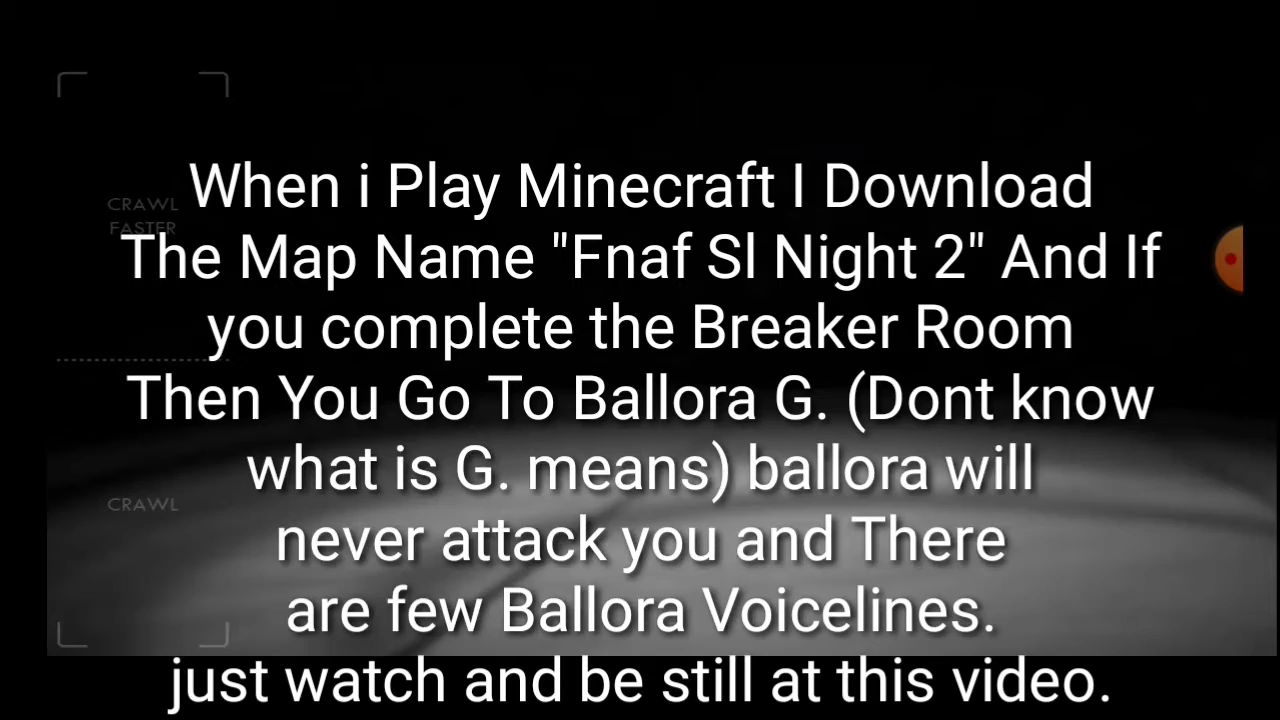 When i Play Minecraft I Download
CRAWL
FASTER
The Map Name "Fnaf Sl Night 2" And If
you complete the Breaker Room
Then You Go To Ballora G. (Dont know
what is G. means) ballora will
CRAWL
never attack you and There
are few Ballora Voicelines.
just watch and be still at this video.